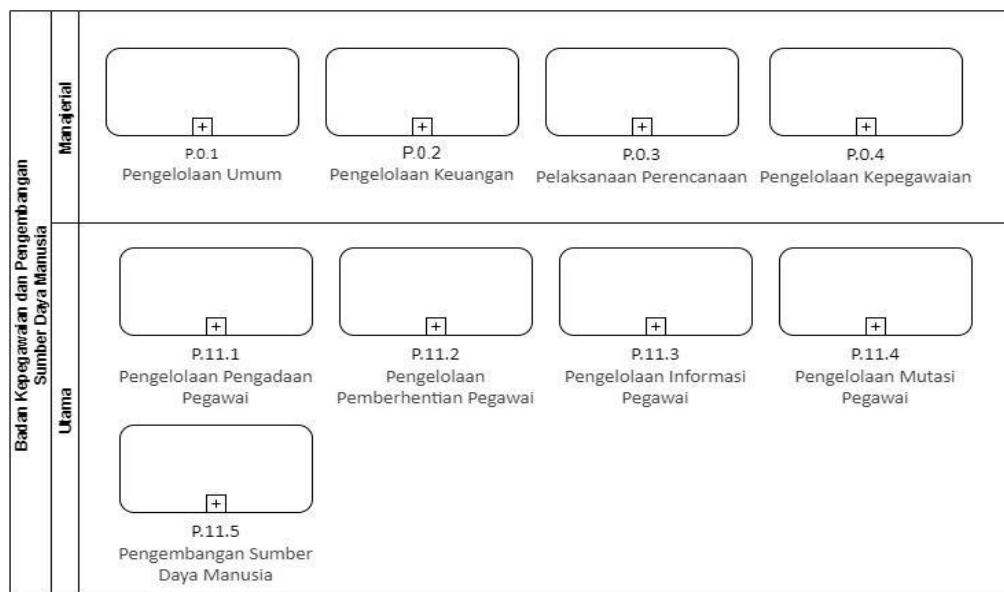 Badan Kepegawaian dan Pengembangan
Sumber Daya Manusia
Manajerial
P.0.1
Pengelolaan Umum
P.0.2
Pengelolaan Keuangan
P.0.3
Pelaksanaan Perencanaan
P.0.4
Pengelolaan Kepegawaian
Utama
P.11.1
Pengelolaan Pengadaan
Pegawai
P.11.2
Pengelolaan
Pemberhentian Pegawai
P.11.3
Pengelolaan Informasi
Pegawai
P.11.4
Pengelolaan Mutasi
Pegawai
P.11.5
Pengembangan Sumber
Daya Manusia